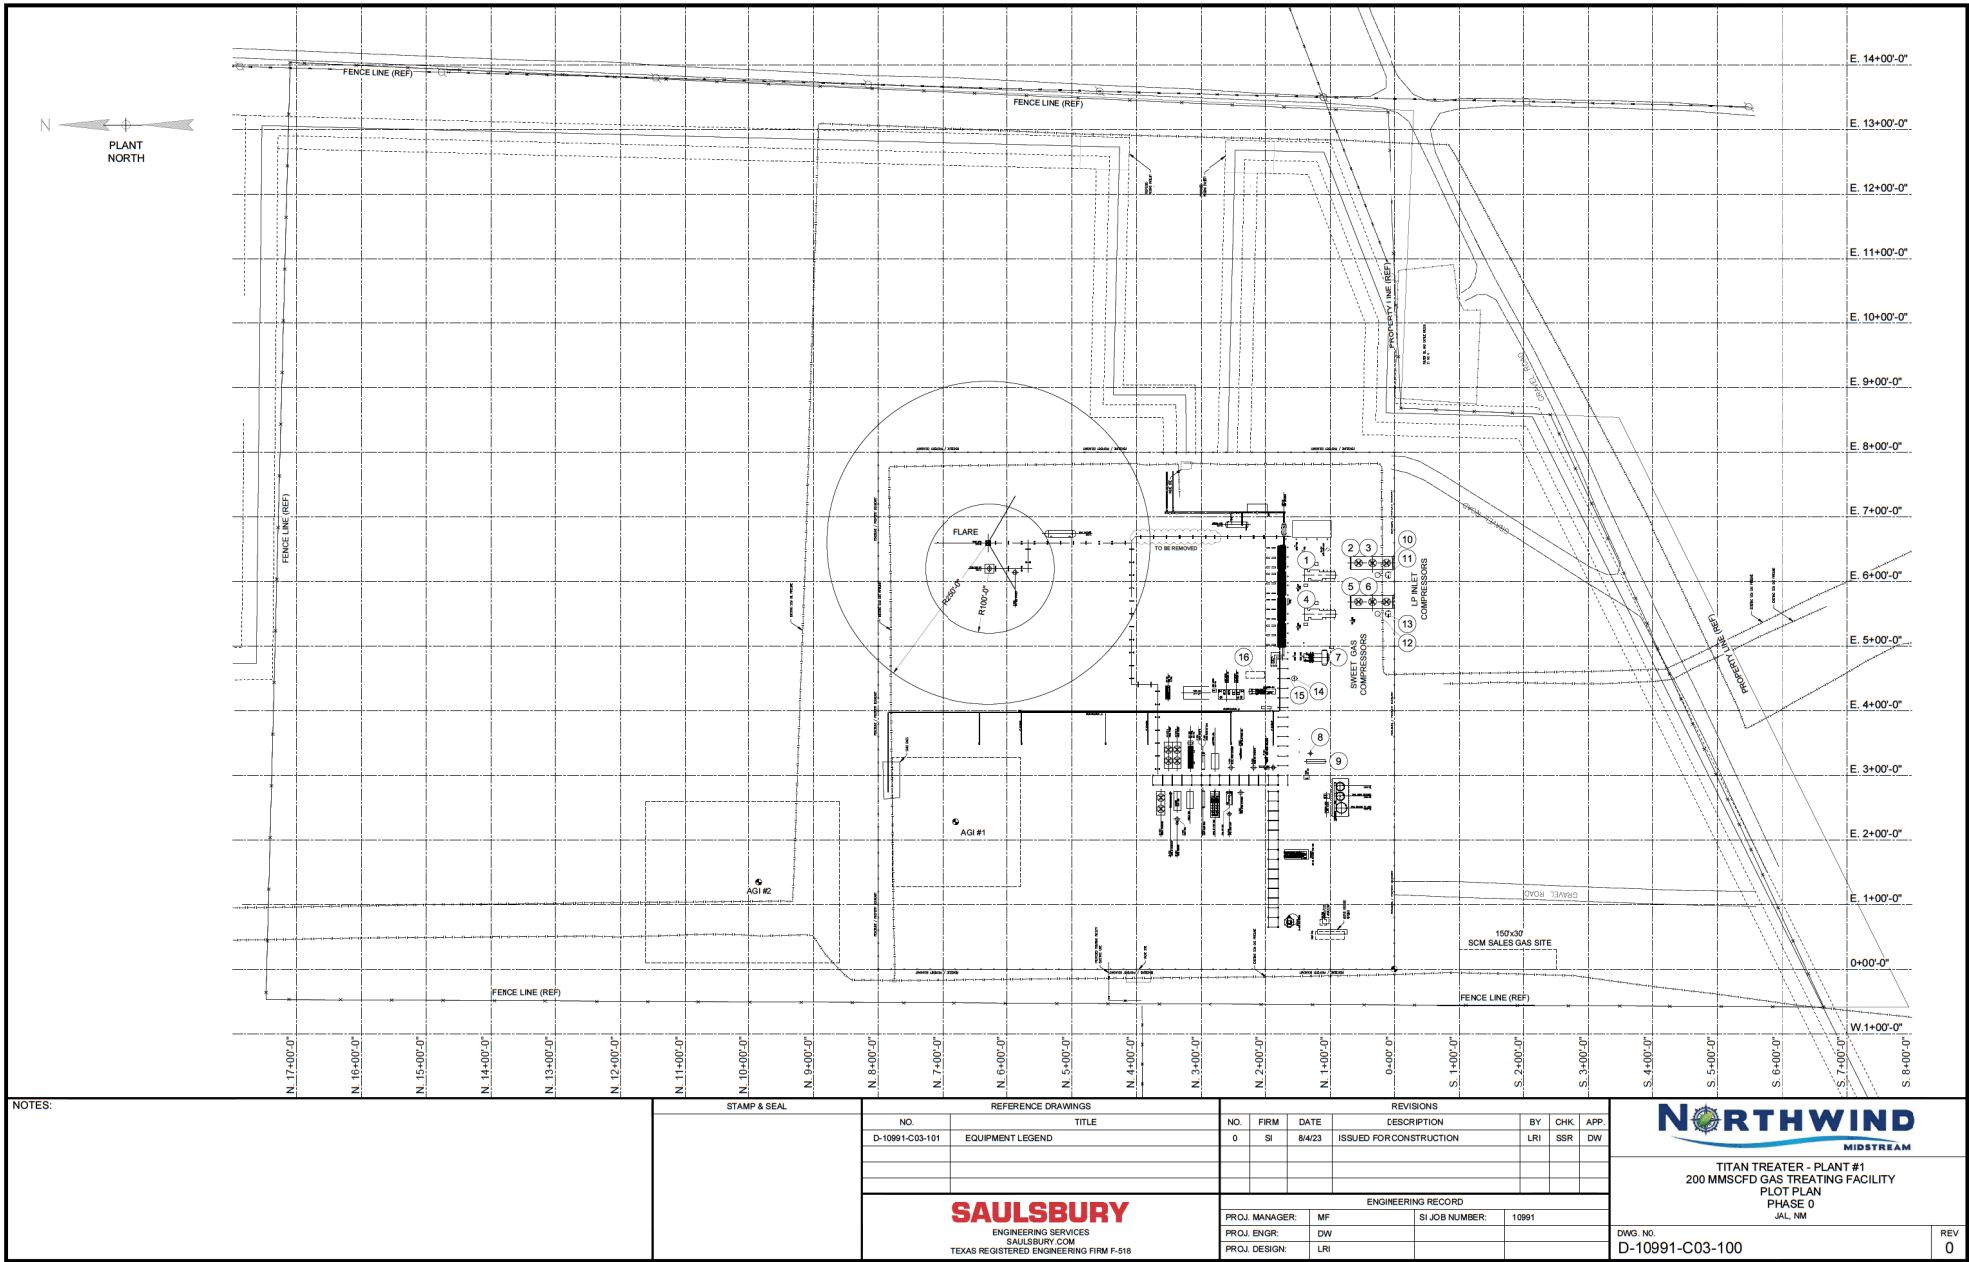 FENCE LINE (REF)
FENCE LINE (REF)
E. 14+00'-0"
E. 13+00'-0"
E. 12+00'-0"
E. 11+00'-0"
E. 10+00'-0"
E. 9+00'-0"
E. 8+00'-0"
E. 7+00'-0"
E. 6+00'-0"
E. 5+00'-0"
E. 4+00'-0"
E. 3+00'-0"
E. 2+00'-0"
E. 1+00'-0"
0+00'-0"
W.1+00'-0"
N
PLANT
NORTH
PROPERTY LINE (REF)
GRAVEL ROAD
GRAVEL ROAD
FENCE LINE (REF)
FLARE
R250'-0"
R100'-0"
TO BE REMOVED
1
2
3
10
11
4
5
6
13
12
LP INLET
COMPRESSORS
SWEET GAS
COMPRESSORS
7
16
15
14
8
9
PROPERTY LINE (REF)
AGI #1
AGI #2
GRAVEL ROAD
150'x30'
SCM SALES GAS SITE
FENCE LINE (REF)
FENCE LINE (REF)
N. 17+00'-0"
N. 16+00'-0"
N. 15+00'-0"
N. 14+00'-0"
N. 13+00'-0"
N. 12+00'-0"
N. 11+00'-0"
N. 10+00'-0"
N. 9+00'-0"
N. 8+00'-0"
N. 7+00'-0"
N. 6+00'-0"
N. 5+00'-0"
N. 4+00'-0"
N. 3+00'-0"
N. 2+00'-0"
N. 1+00'-0"
0+00'-0"
S. 1+00'-0"
S. 2+00'-0"
S. 3+00'-0"
S. 4+00'-0"
S. 5+00'-0"
S. 6+00'-0"
S. 7+00'-0"
S. 8+00'-0"
NOTES:
STAMP & SEAL
REFERENCE DRAWINGS
NO. TITLE
D-10991-C03-101 EQUIPMENT LEGEND
SAULSBURY
ENGINEERING SERVICES
SAULSBURY.COM
TEXAS REGISTERED ENGINEERING FIRM F-518
REVISIONS
NO. FIRM DATE DESCRIPTION BY CHK. APP.
0 SI 8/4/23 ISSUED FOR CONSTRUCTION LRI SSR DW
ENGINEERING RECORD
PROJ. MANAGER: MF SI JOB NUMBER: 10991
PROJ. ENGR: DW
PROJ. DESIGN: LRI
NORTHWIND
MIDSTREAM
TITAN TREATER - PLANT #1
200 MMSCFD GAS TREATING FACILITY
PLOT PLAN
PHASE 0
JAL, NM
DWG. NO. REV
D-10991-C03-100 0